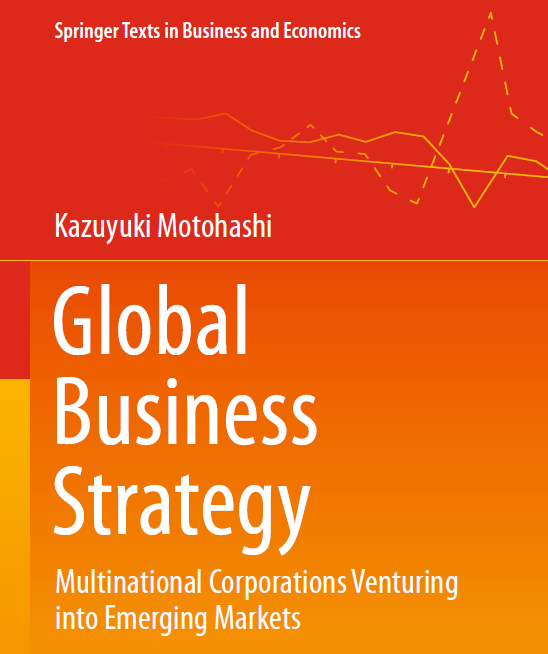 Springer Texts in Business and Economics
Kazuyuki Motohashi
Global
Business
Strategy
Multinational Corporations Venturing
into Emerging Markets